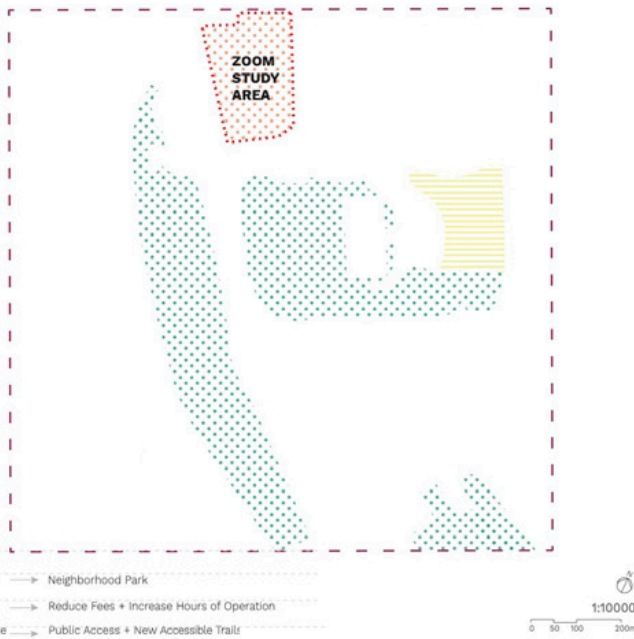 ZOOM
STUDY
AREA
Neighborhood Park
Reduce Fees + Increase Hours of Operation
e
Public Access + New Accessible Trails
N
1:10000
0 50 100 200m